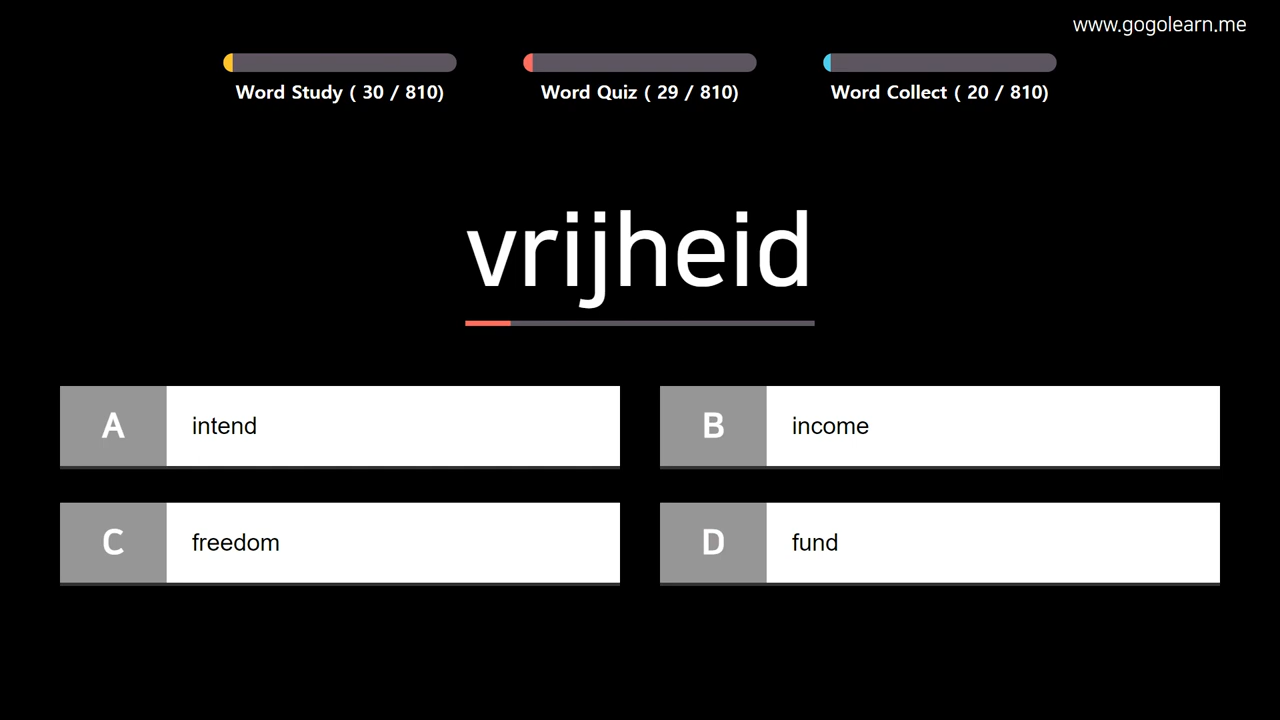 www.gogolearn.me
Word Study ( 30 / 810)
Word Quiz ( 29 / 810)
Word Collect ( 20 / 810)
vrijheid
A intend
B income
C freedom
D fund